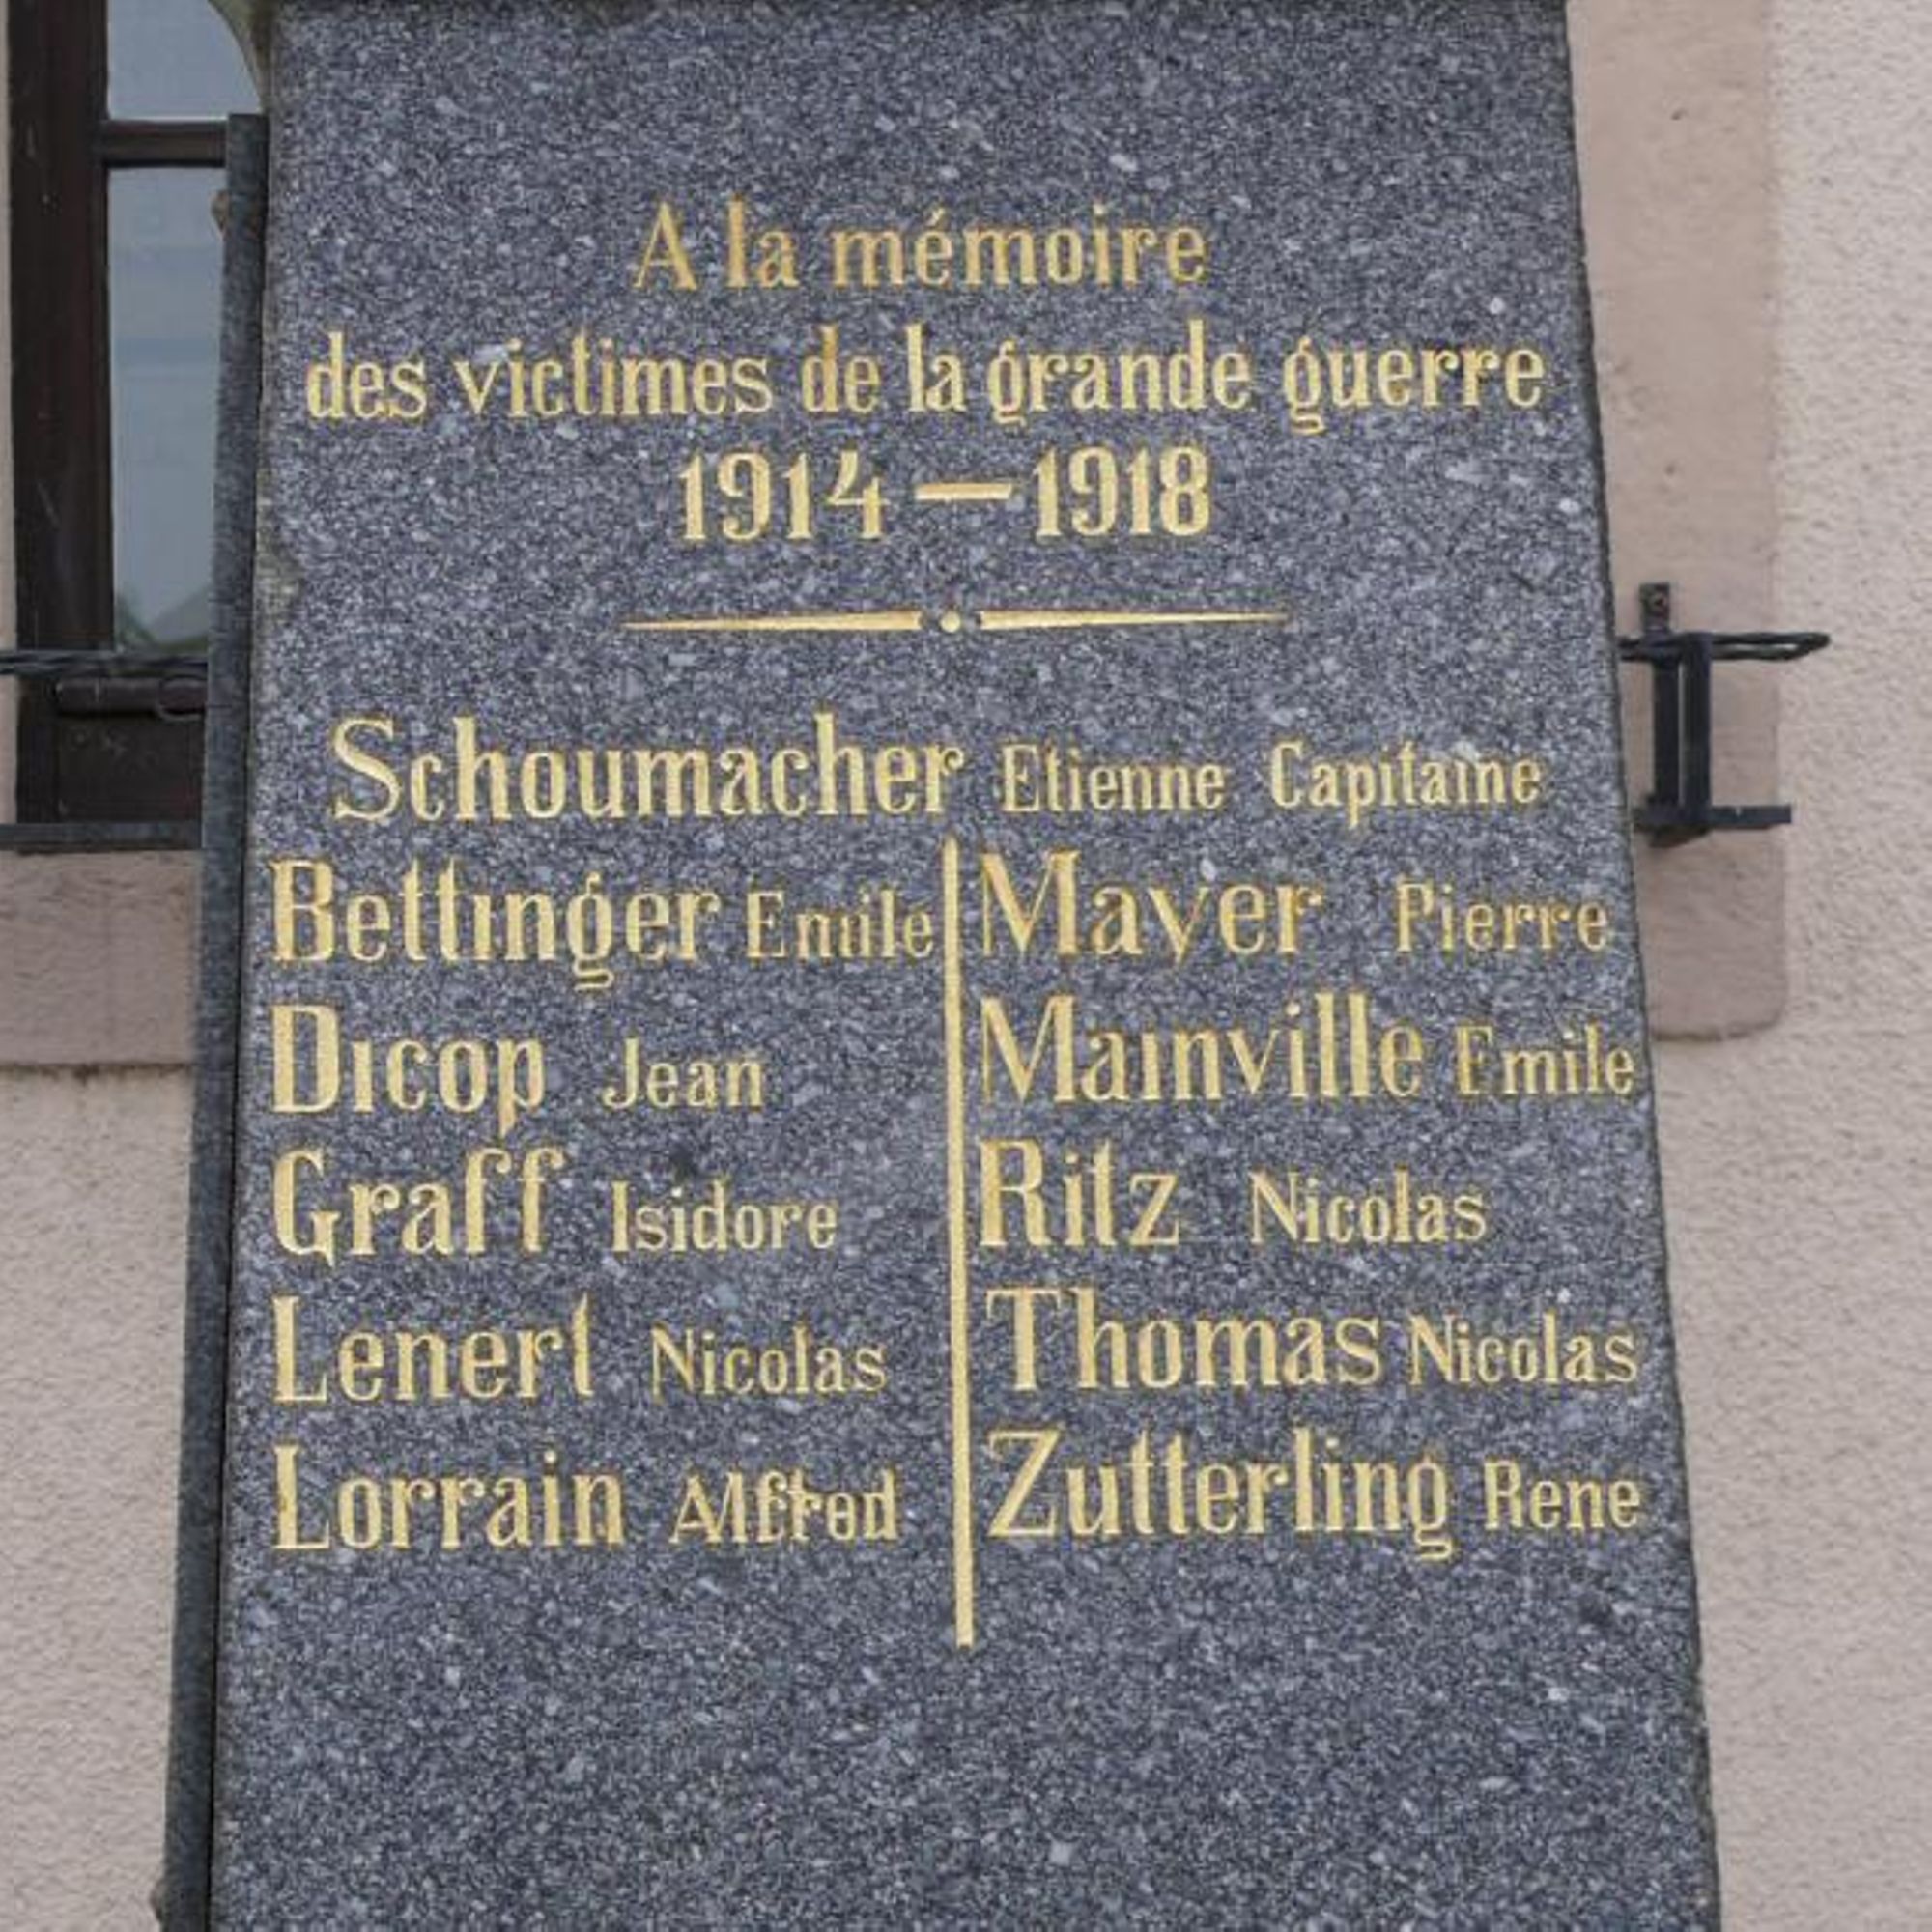 A la mémoire
des victimes de la grande guerre
1914 — 1918
Schoumacher Etienne Capitaine
Bettinger Emile
Dicop Jean
Graff Isidore
Lenert Nicolas
Lorrain Alfred
Mayer Pierre
Mainville Emile
Ritz Nicolas
Thomas Nicolas
Zutterling Rene